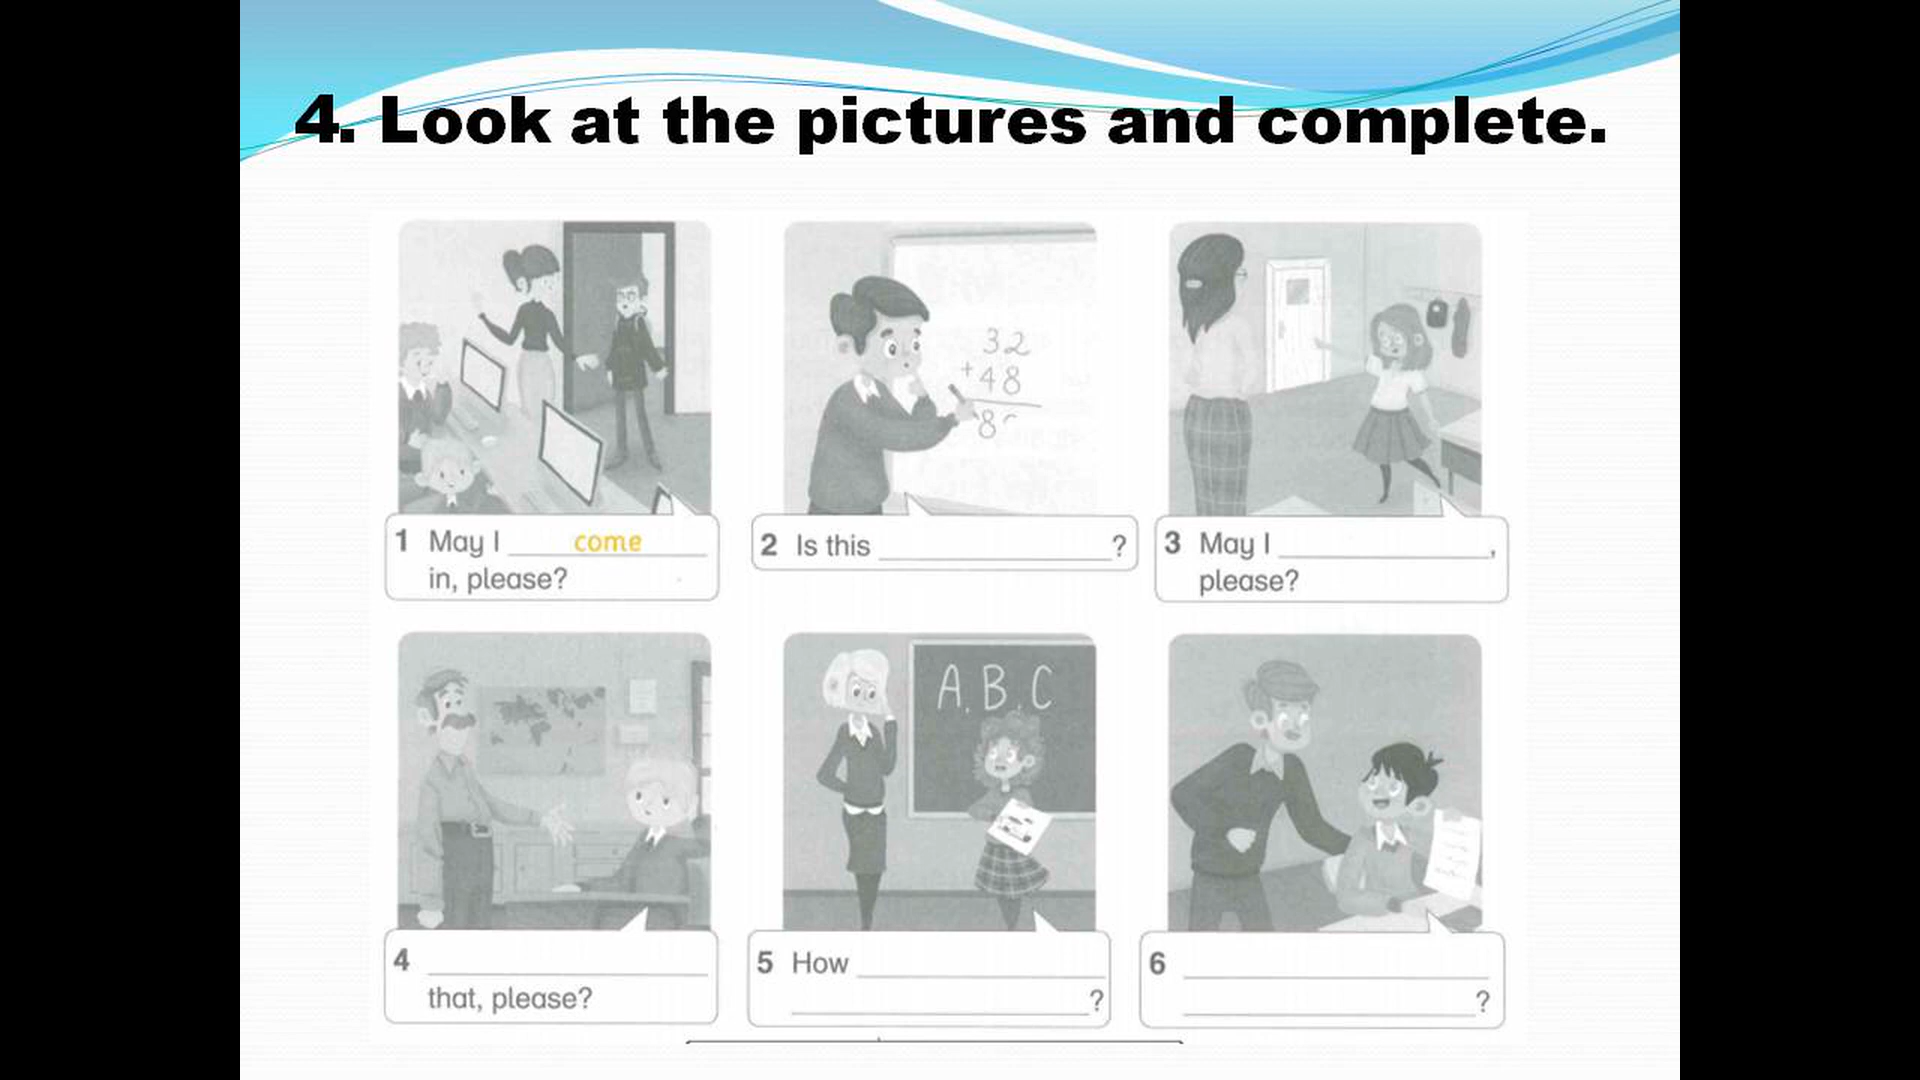 4. Look at the pictures and complete.
32
+48
8
1 May I come
in, please?
2 Is this ?
3 May I ,
please?
A, B, C
4
that, please?
5 How
?
6
?